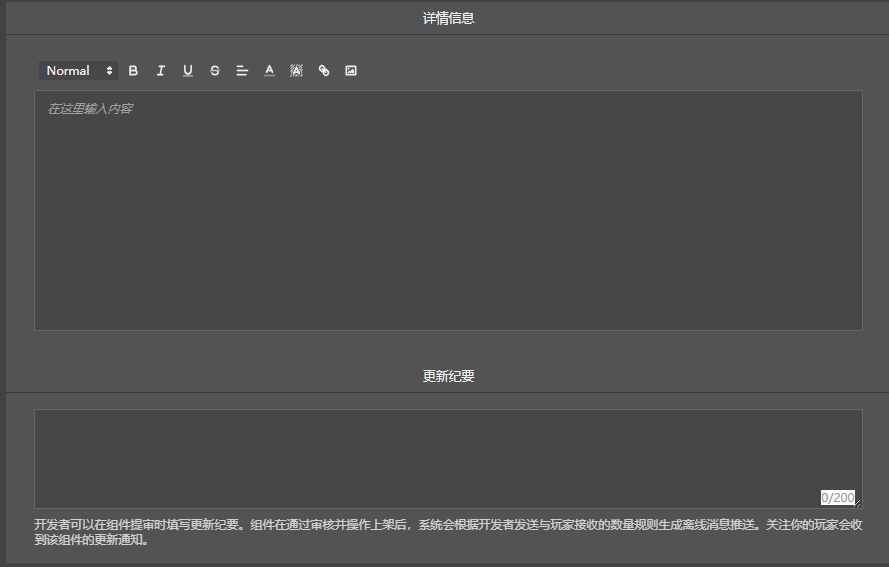 详情信息
Normal B I U S A A
在这里输入内容
更新纪要
0/200
开发者可以在组件提审时填写更新纪要。组件在通过审核并操作上架后，系统会根据开发者发送与玩家接收的数量规则生成离线消息推送。关注你的玩家会收
到该组件的更新通知。